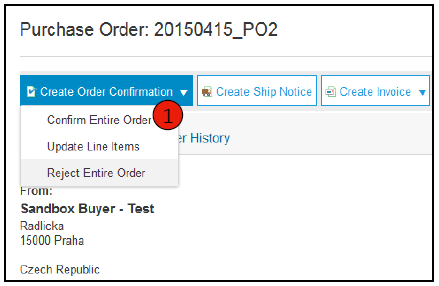 Purchase Order: 20150415_PO2
Create Order Confirmation ▼ Create Ship Notice Create Invoice ▼
Confirm Entire Order 1
Update Line Items
History
Reject Entire Order
From:
Sandbox Buyer - Test
Radlicka
15000 Praha
Czech Republic